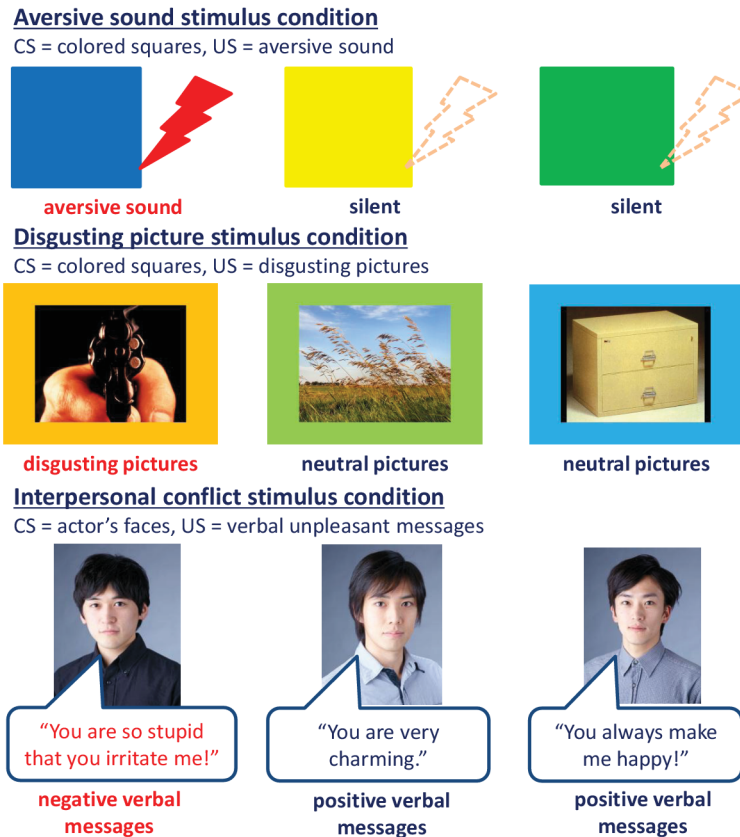 Aversive sound stimulus condition
CS = colored squares, US = aversive sound
aversive sound
silent
silent
Disgusting picture stimulus condition
CS = colored squares, US = disgusting pictures
disgusting pictures
neutral pictures
neutral pictures
Interpersonal conflict stimulus condition
CS = actor’s faces, US = verbal unpleasant messages
“You are so stupid
that you irritate me!”
“You are very
charming.”
“You always make
me happy!”
negative verbal
messages
positive verbal
messages
positive verbal
messages